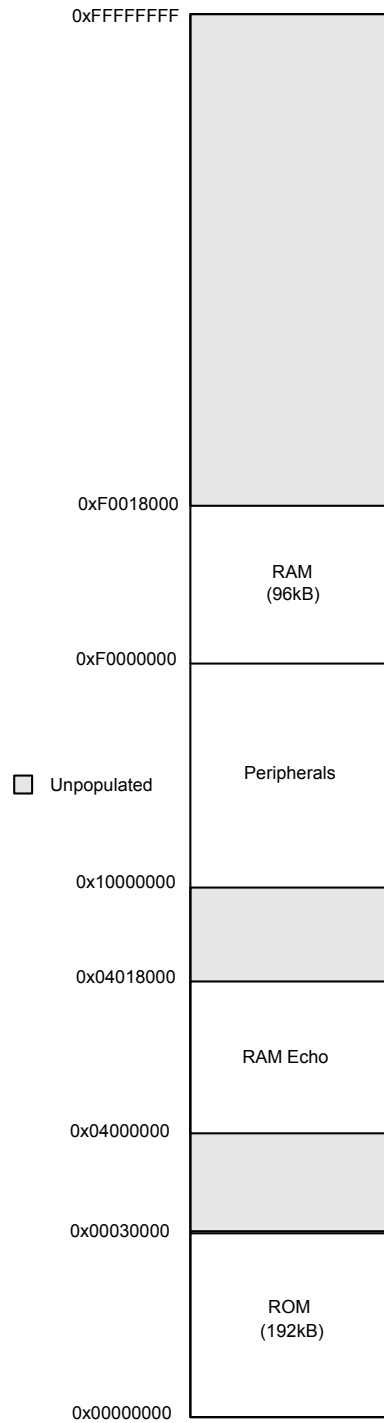 0xFFFFFFFF
0xF0018000
RAM
(96kB)
0xF0000000
Peripherals
Unpopulated
0x10000000
0x04018000
RAM Echo
0x04000000
0x00030000
ROM
(192kB)
0x00000000